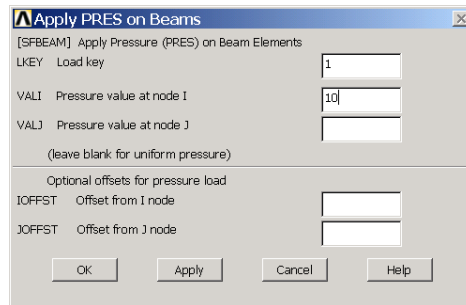 Apply PRES on Beams
[SFBEAM] Apply Pressure (PRES) on Beam Elements
LKEY Load key 1
VALI Pressure value at node I 10
VALJ Pressure value at node J
(leave blank for uniform pressure)
Optional offsets for pressure load
IOFFST Offset from I node
JOFFST Offset from J node
OK Apply Cancel Help